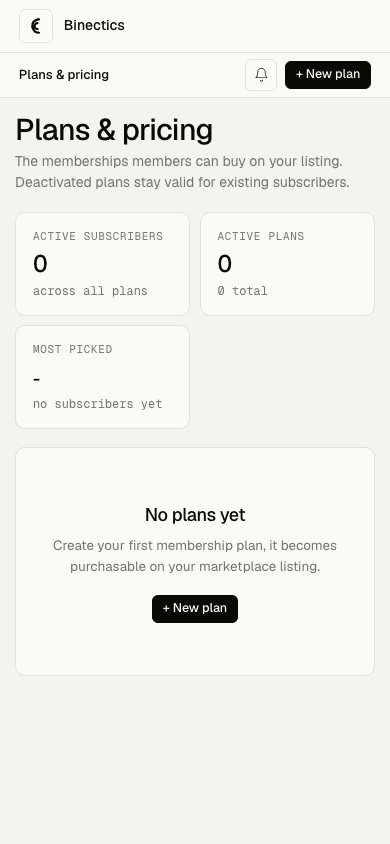 Binectics
Plans & pricing
+ New plan
Plans & pricing
The memberships members can buy on your listing.
Deactivated plans stay valid for existing subscribers.
ACTIVE SUBSCRIBERS
0
across all plans
ACTIVE PLANS
0
0 total
MOST PICKED
-
no subscribers yet
No plans yet
Create your first membership plan, it becomes
purchasable on your marketplace listing.
+ New plan